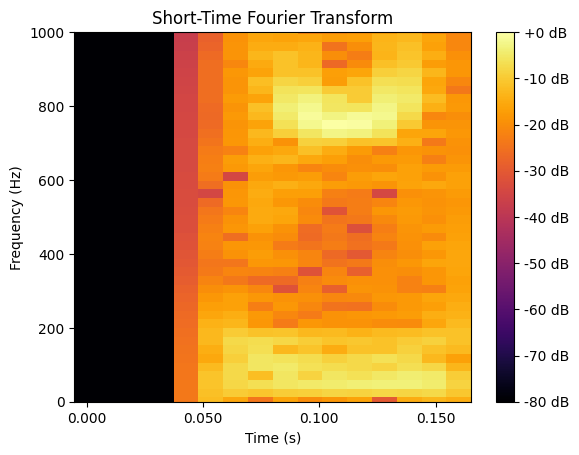 Short-Time Fourier Transform
1000
800
600
400
200
0
Frequency (Hz)
0.000
0.050
0.100
0.150
Time (s)
+0 dB
-10 dB
-20 dB
-30 dB
-40 dB
-50 dB
-60 dB
-70 dB
-80 dB